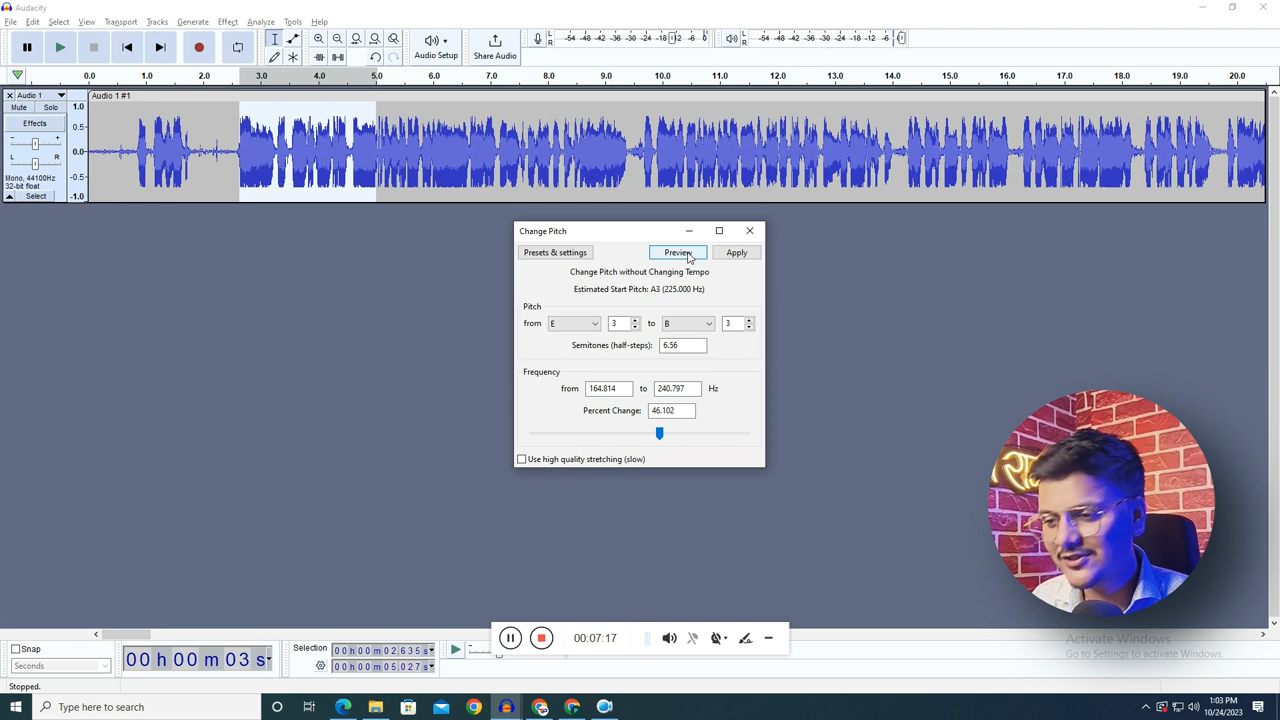 Audacity
File Edit Select View Transport Tracks Generate Effect Analyze Tools Help
Audio Setup
Share Audio
L
R
-54 -48 -42 -36 -30 -24 -18 -12 -6 0
L
R
-54 -48 -42 -36 -30 -24 -18 -12 -6
0.0 1.0 2.0 3.0 4.0 5.0 6.0 7.0 8.0 9.0 10.0 11.0 12.0 13.0 14.0 15.0 16.0 17.0 18.0 19.0 20.0
Audio 1
Audio 1 #1
Mute Solo
Effects
- +
L R
Mono, 44100Hz
32-bit float
Select
1.0
0.5
0.0
-0.5
-1.0
Change Pitch
Presets & settings
Preview
Apply
Change Pitch without Changing Tempo
Estimated Start Pitch: A3 (225.000 Hz)
Pitch
from E 3 to B 3
Semitones (half-steps): 6.56
Frequency
from 164.814 to 240.797 Hz
Percent Change: 46.102
Use high quality stretching (slow)
00:07:17
Activate Windows
Go to Settings to activate Windows.
Snap
Seconds
00 h 00 m 03 s
Selection
00 h 00 m 02.635 s
00 h 00 m 05.027 s
Stopped.
Type here to search
1:03 PM
10/24/2023